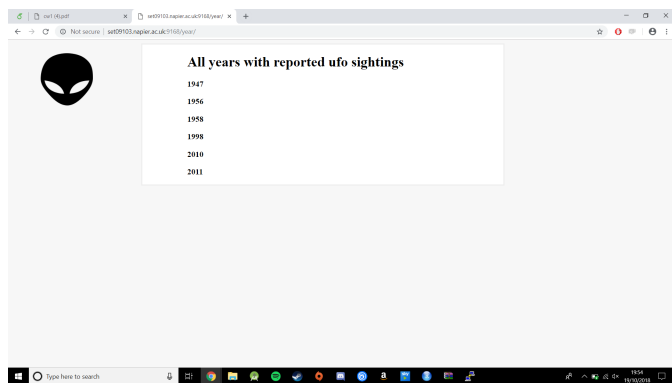 cw1 (4).pdf
set09103.napier.ac.uk:9168/year/
Not secure | set09103.napier.ac.uk:9168/year/
All years with reported ufo sightings
1947
1956
1958
1998
2010
2011
Type here to search
19:54
19/10/2018